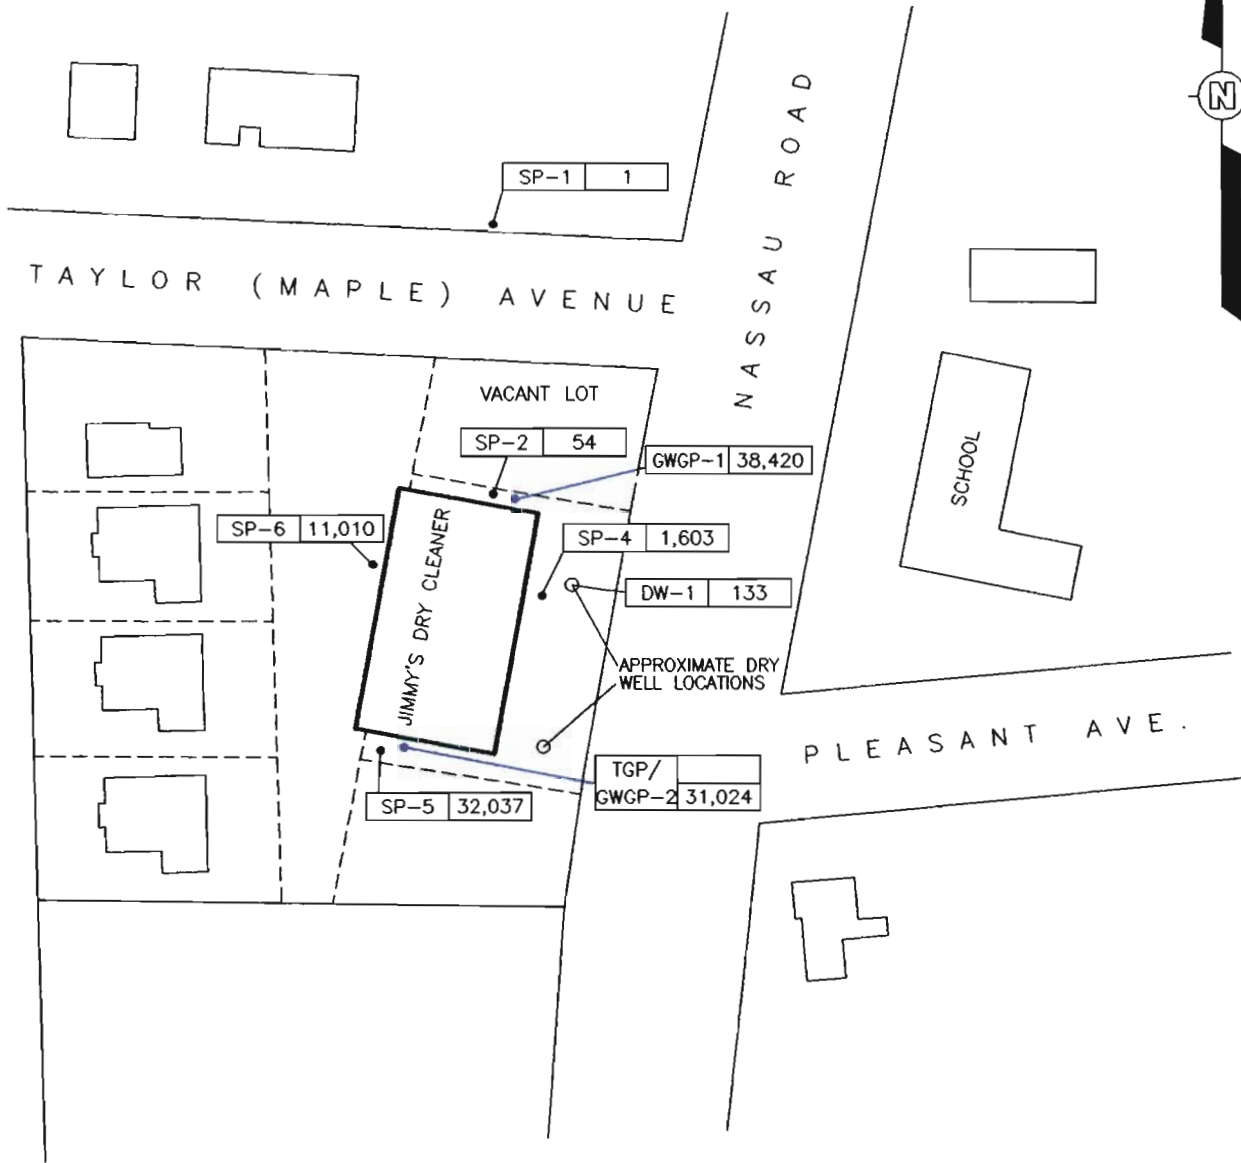 N
SP-1 1
TAYLOR (MAPLE) AVENUE
NASSAU ROAD
VACANT LOT
SP-2 54
GWGP-1 38,420
SCHOOL
SP-6 11,010
JIMMY'S DRY CLEANER
SP-4 1,603
DW-1 133
APPROXIMATE DRY
WELL LOCATIONS
PLEASANT AVE.
TGP/
GWGP-2 31,024
SP-5 32,037